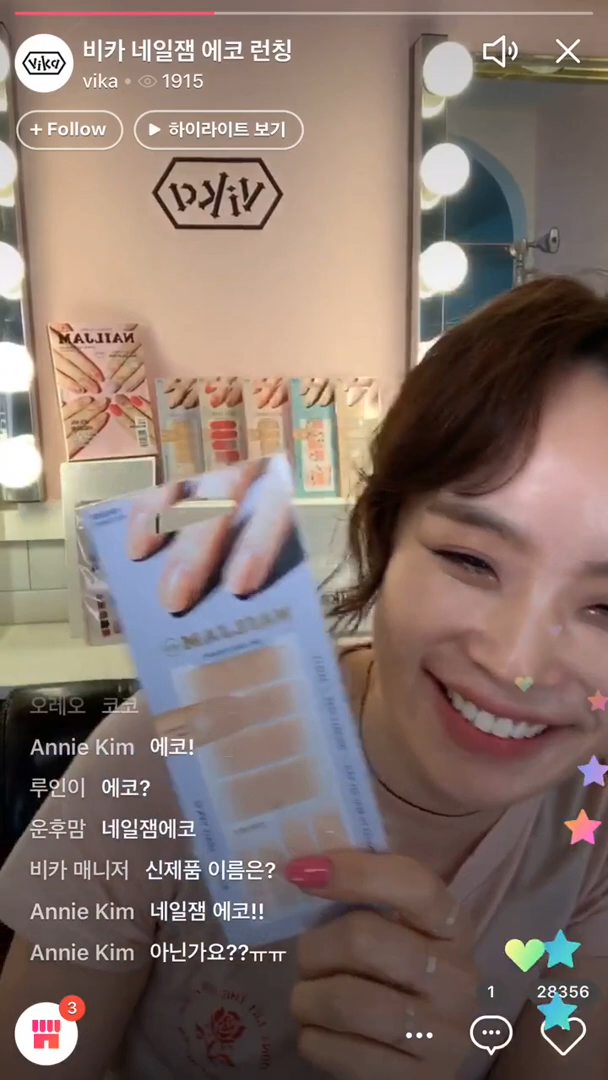 비카 네일잼 에코 런칭
vika
vika • 1915
+ Follow
하이라이트 보기
vika
NAILJAM
NAILJAM
오레오 코코
Annie Kim 에코!
루인이 에코?
운후맘 네일잼에코
비카 매니저 신제품 이름은?
Annie Kim 네일잼 에코!!
Annie Kim 아닌가요??ㅠㅠ
1
28356
3